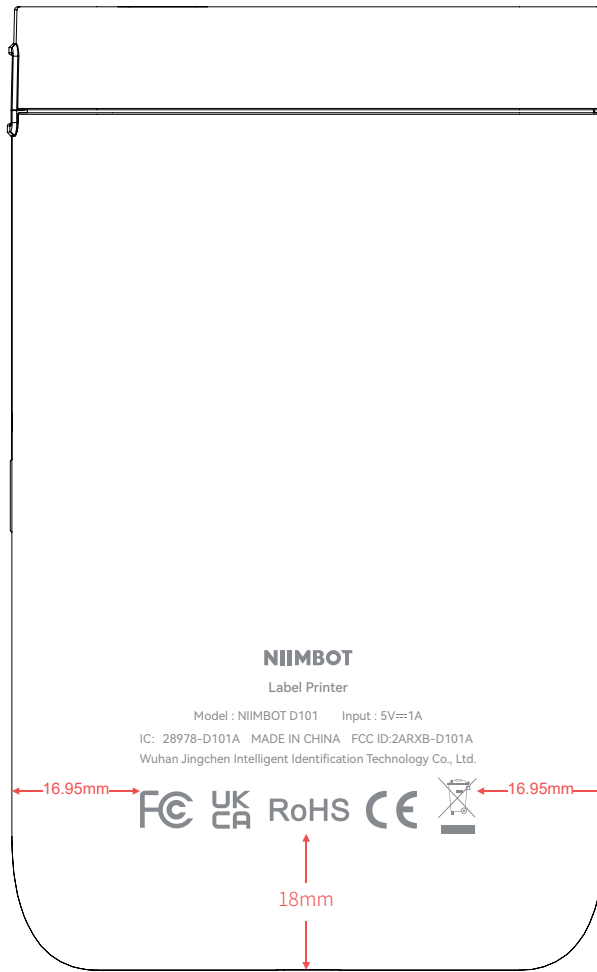 NIIMBOT
Label Printer
Model : NIIMBOT D101 Input : 5V⎓1A
IC: 28978-D101A MADE IN CHINA FCC ID:2ARXB-D101A
Wuhan Jingchen Intelligent Identification Technology Co., Ltd.
16.95mm FC UK CA RoHS CE 16.95mm
18mm